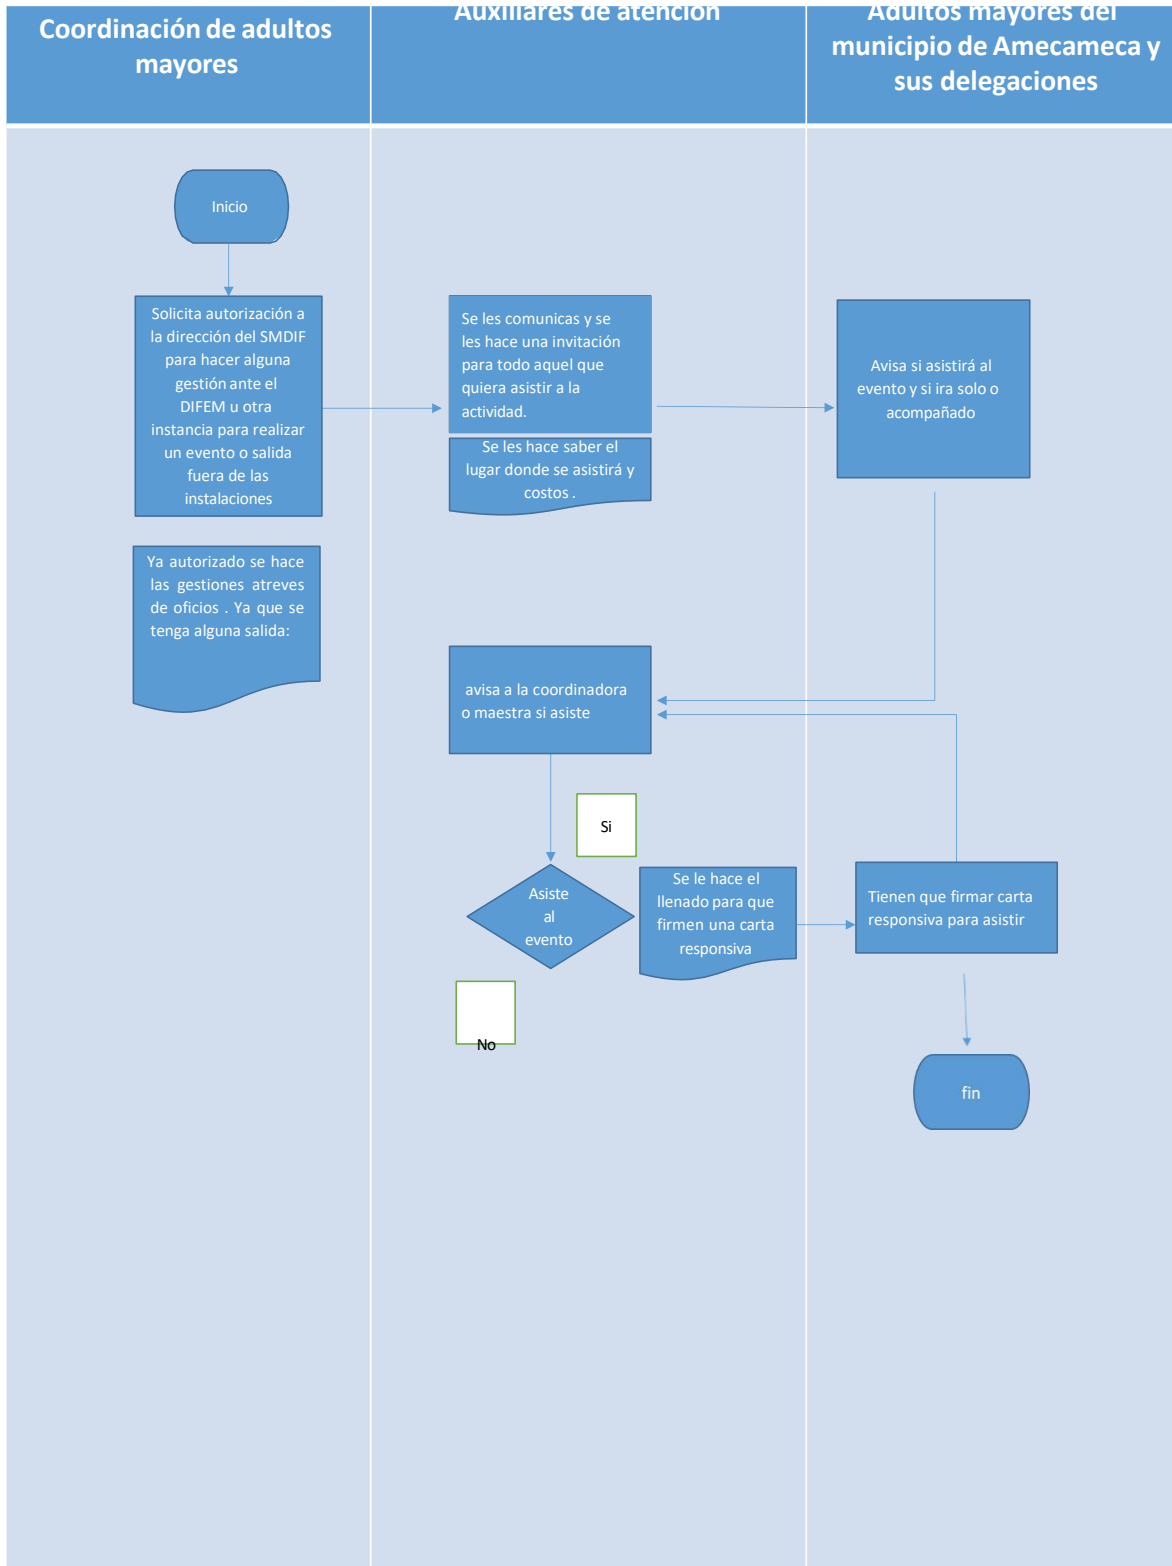 Coordinación de adultos
mayores
Auxiliares de atención
Adultos mayores del
municipio de Amecameca y
sus delegaciones
Inicio
Solicita autorización a
la dirección del SMDIF
para hacer alguna
gestión ante el
DIFEM u otra
instancia para realizar
un evento o salida
fuera de las
instalaciones
Ya autorizado se hace
las gestiones atreves
de oficios . Ya que se
tenga alguna salida:
Se les comunicas y se
les hace una invitación
para todo aquel que
quiera asistir a la
actividad.
Se les hace saber el
lugar donde se asistirá y
costos .
Avisa si asistirá al
evento y si ira solo o
acompañado
avisa a la coordinadora
o maestra si asiste
Si
Asiste
al
evento
Se le hace el
llenado para que
firmen una carta
responsiva
Tienen que firmar carta
responsiva para asistir
No
fin